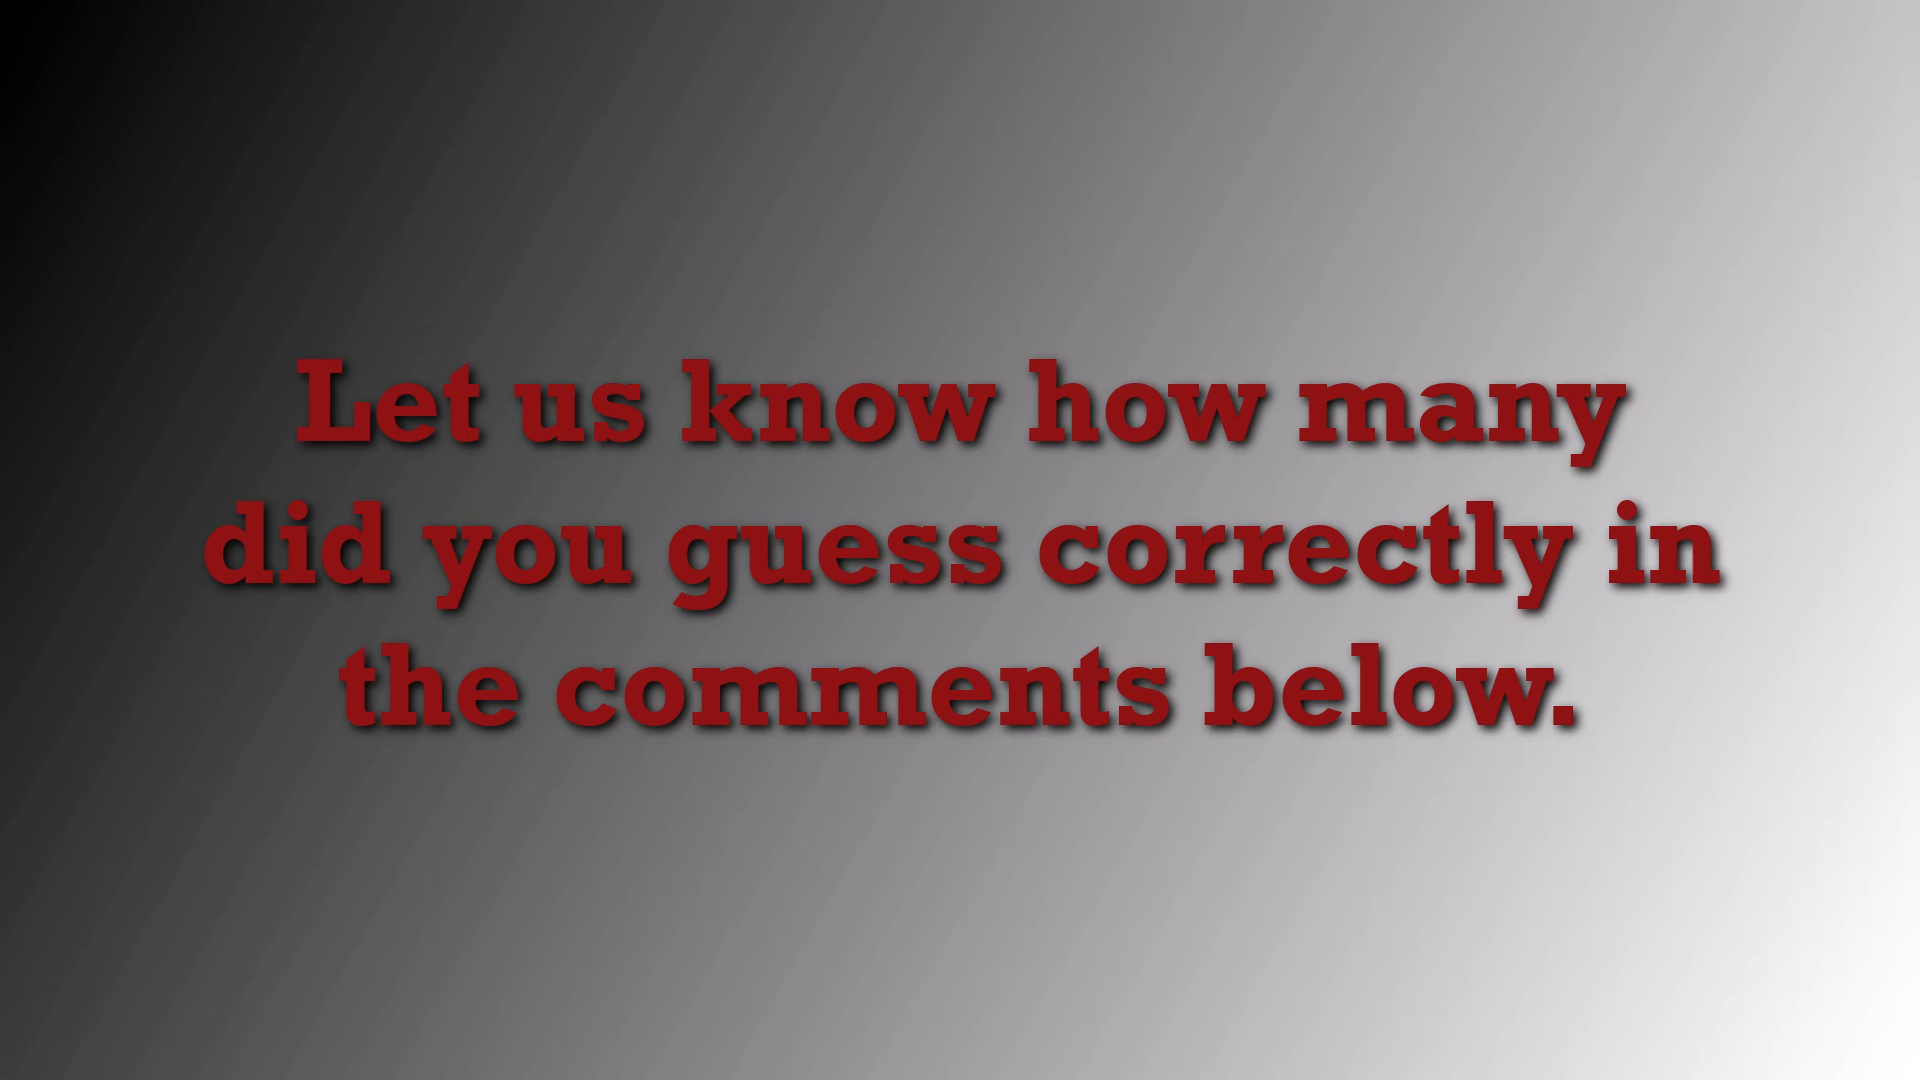 Let us know how many
did you guess correctly in
the comments below.